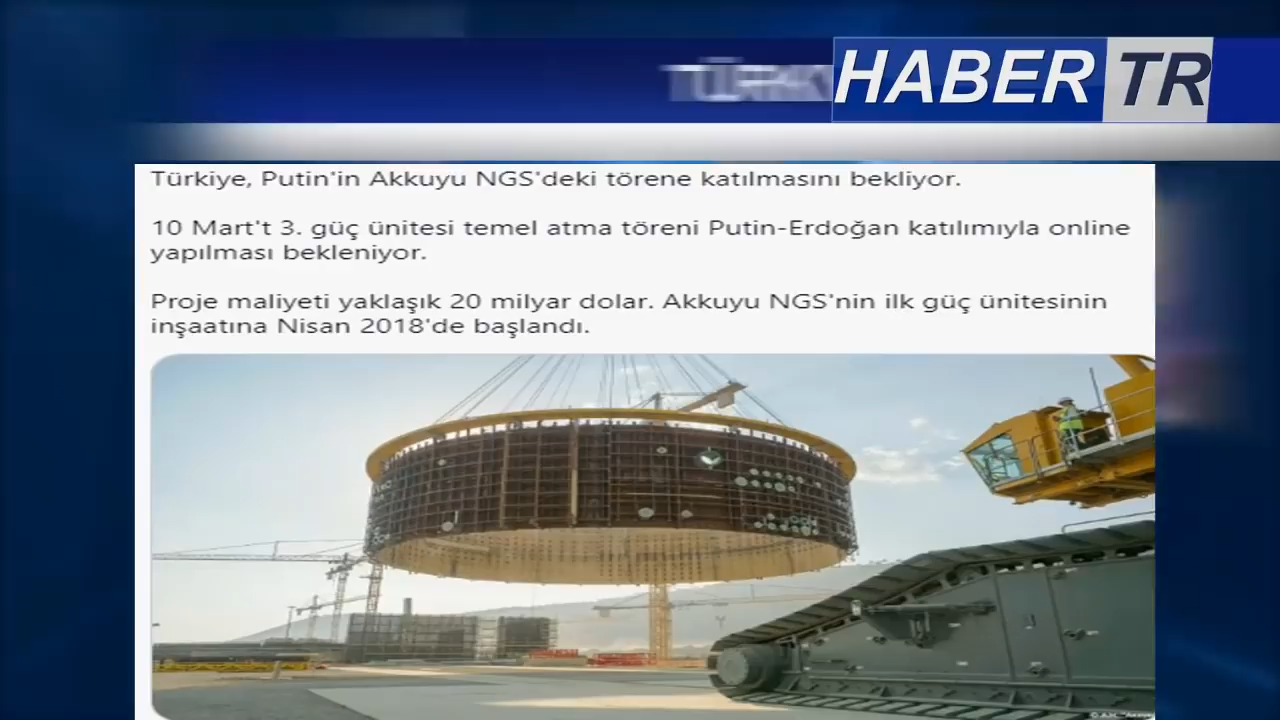 HABER TR
Türkiye, Putin'in Akkuyu NGS'deki törene katılmasını bekliyor.
10 Mart't 3. güç ünitesi temel atma töreni Putin-Erdoğan katılımıyla online
yapılması bekleniyor.
Proje maliyeti yaklaşık 20 milyar dolar. Akkuyu NGS'nin ilk güç ünitesinin
inşaatına Nisan 2018'de başlandı.